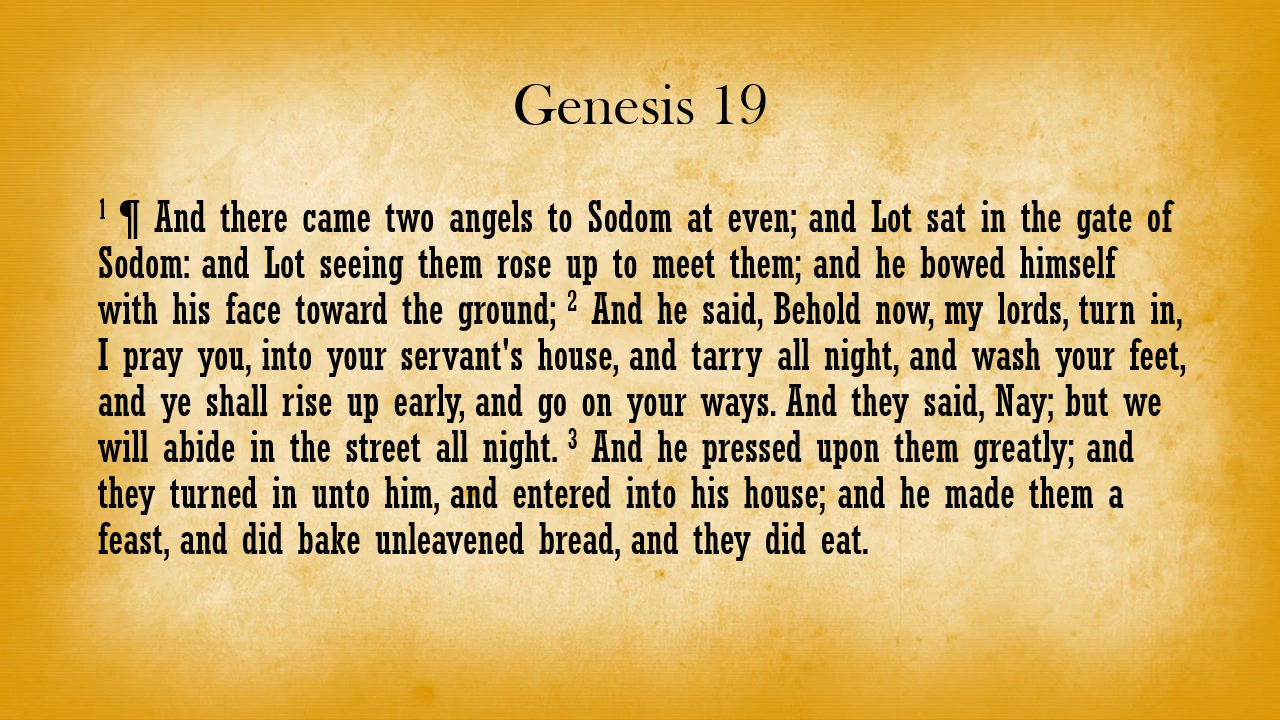 Genesis 19
1 ¶ And there came two angels to Sodom at even; and Lot sat in the gate of
Sodom: and Lot seeing them rose up to meet them; and he bowed himself
with his face toward the ground; 2 And he said, Behold now, my lords, turn in,
I pray you, into your servant's house, and tarry all night, and wash your feet,
and ye shall rise up early, and go on your ways. And they said, Nay; but we
will abide in the street all night. 3 And he pressed upon them greatly; and
they turned in unto him, and entered into his house; and he made them a
feast, and did bake unleavened bread, and they did eat.